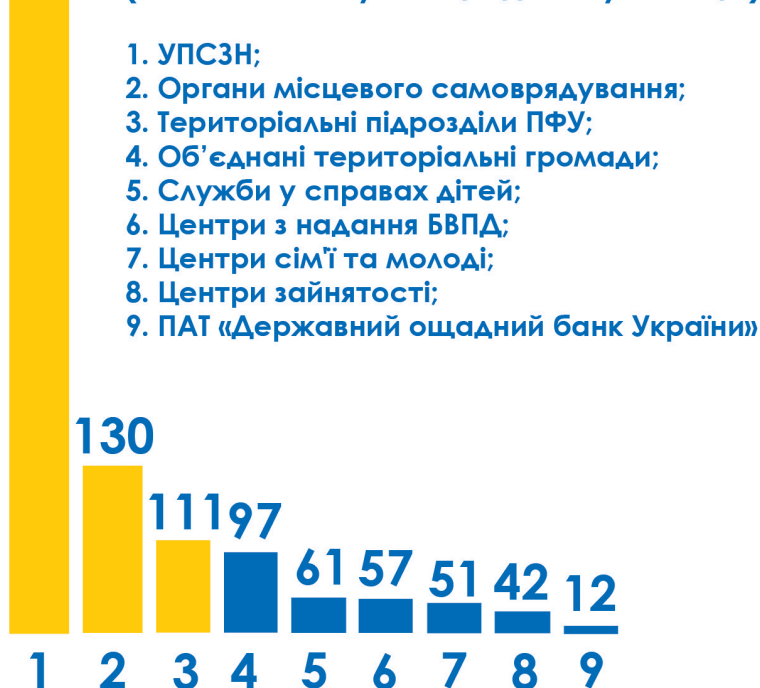 1. УПСЗН;
2. Органи місцевого самоврядування;
3. Територіальні підрозділи ПФУ;
4. Об’єднані територіальні громади;
5. Служби у справах дітей;
6. Центри з надання БВПД;
7. Центри сім'ї та молоді;
8. Центри зайнятості;
9. ПАТ «Державний ощадний банк України»
130
111
97
61
57
51
42
12
1 2 3 4 5 6 7 8 9